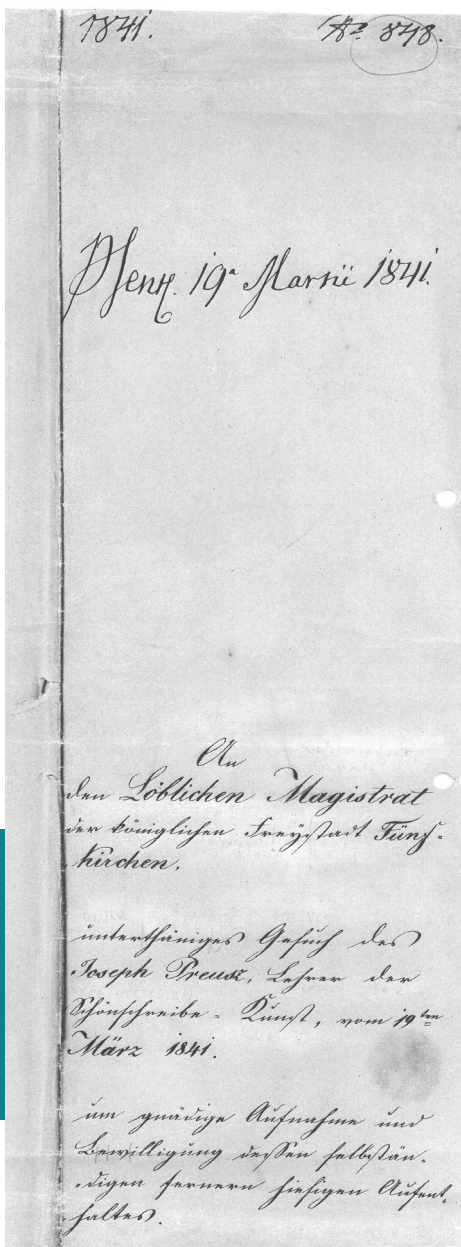 1841.
No 848.
Psent. 19a Martii 1841.
An
den Löblichen Magistrat
der königlichen Freystadt Fünf-
kirchen.
unterthäniges Gesuch des
Joseph Preusz, Lehrer der
Schönschreibe-Kunst, vom 19ten
März 1841.
um gnädige Aufnahme und
Bewilligung dessen selbstän-
digen fernern hiesigen Aufent-
haltes.